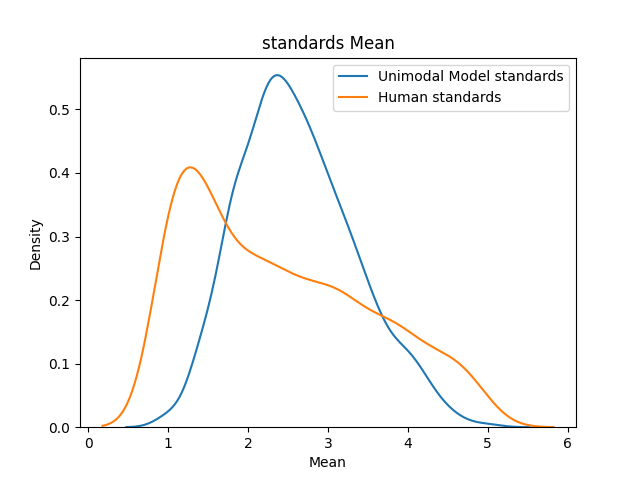 standards Mean
Unimodal Model standards
Human standards
Density
0.5
0.4
0.3
0.2
0.1
0.0
0 1 2 3 4 5 6
Mean